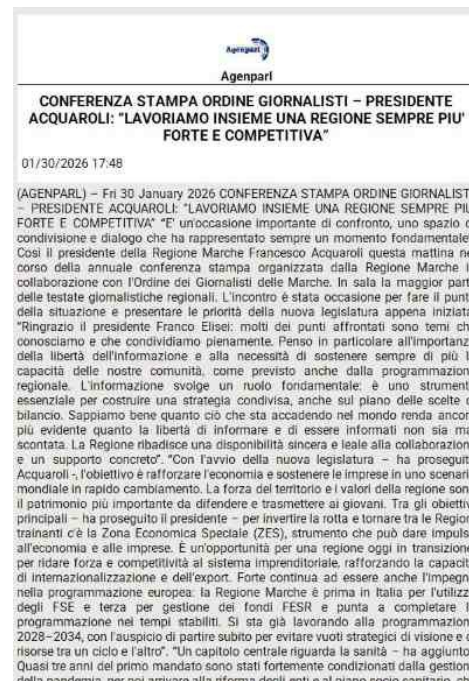 Agenparl
Agenparl
CONFERENZA STAMPA ORDINE GIORNALISTI – PRESIDENTE
ACQUAROLI: “LAVORIAMO INSIEME UNA REGIONE SEMPRE PIU'
FORTE E COMPETITIVA”
01/30/2026 17:48
(AGENPARL) – Fri 30 January 2026 CONFERENZA STAMPA ORDINE GIORNALIST
– PRESIDENTE ACQUAROLI: “LAVORIAMO INSIEME UNA REGIONE SEMPRE PIU
FORTE E COMPETITIVA” “E' un'occasione importante di confronto, uno spazio d
condivisione e dialogo che ha rappresentato sempre un momento fondamentale
Così il presidente della Regione Marche Francesco Acquaroli questa mattina ne
corso della annuale conferenza stampa organizzata dalla Regione Marche i
collaborazione con l'Ordine dei Giornalisti delle Marche. In sala la maggior part
delle testate giornalistiche regionali. L'incontro è stata occasione per fare il punt
della situazione e presentare le priorità della nuova legislatura appena iniziata
“Ringrazio il presidente Franco Elisei: molti dei punti affrontati sono temi ch
conosciamo e che condividiamo pienamente. Penso in particolare all'importanz
della libertà dell'informazione e alla necessità di sostenere sempre di più l
capacità delle nostre comunità, come previsto anche dalla programmazion
regionale. L'informazione svolge un ruolo fondamentale: è uno strument
essenziale per costruire una strategia condivisa, anche sul piano delle scelte d
bilancio. Sappiamo bene quanto ciò che sta accadendo nel mondo renda ancor
più evidente quanto la libertà di informare e di essere informati non sia ma
scontata. La Regione ribadisce una disponibilità sincera e leale alla collaborazion
e un supporto concreto”. “Con l'avvio della nuova legislatura – ha proseguit
Acquaroli -, l'obiettivo è rafforzare l'economia e sostenere le imprese in uno scenari
mondiale in rapido cambiamento. La forza del territorio e i valori della regione son
il patrimonio più importante da difendere e trasmettere ai giovani. Tra gli obiettiv
principali – ha proseguito il presidente – per invertire la rotta e tornare tra le Region
trainanti c'è la Zona Economica Speciale (ZES), strumento che può dare impuls
all'economia e alle imprese. È un'opportunità per una regione oggi in transizion
per ridare forza e competitività al sistema imprenditoriale, rafforzando la capacit
di internazionalizzazione e dell'export. Forte continua ad essere anche l'impegn
nella programmazione europea: la Regione Marche è prima in Italia per l'utilizz
degli FSE e terza per gestione dei fondi FESR e punta a completare l
programmazione nei tempi stabiliti. Si sta già lavorando alla programmazion
2028–2034, con l'auspicio di partire subito per evitare vuoti strategici di visione e d
risorse tra un ciclo e l'altro”. “Un capitolo centrale riguarda la sanità – ha aggiunto
Quasi tre anni del primo mandato sono stati fortemente condizionati dalla gestion
della pandemia, per poi arrivare alla riforma degli enti e al piano socio sanitario, ch